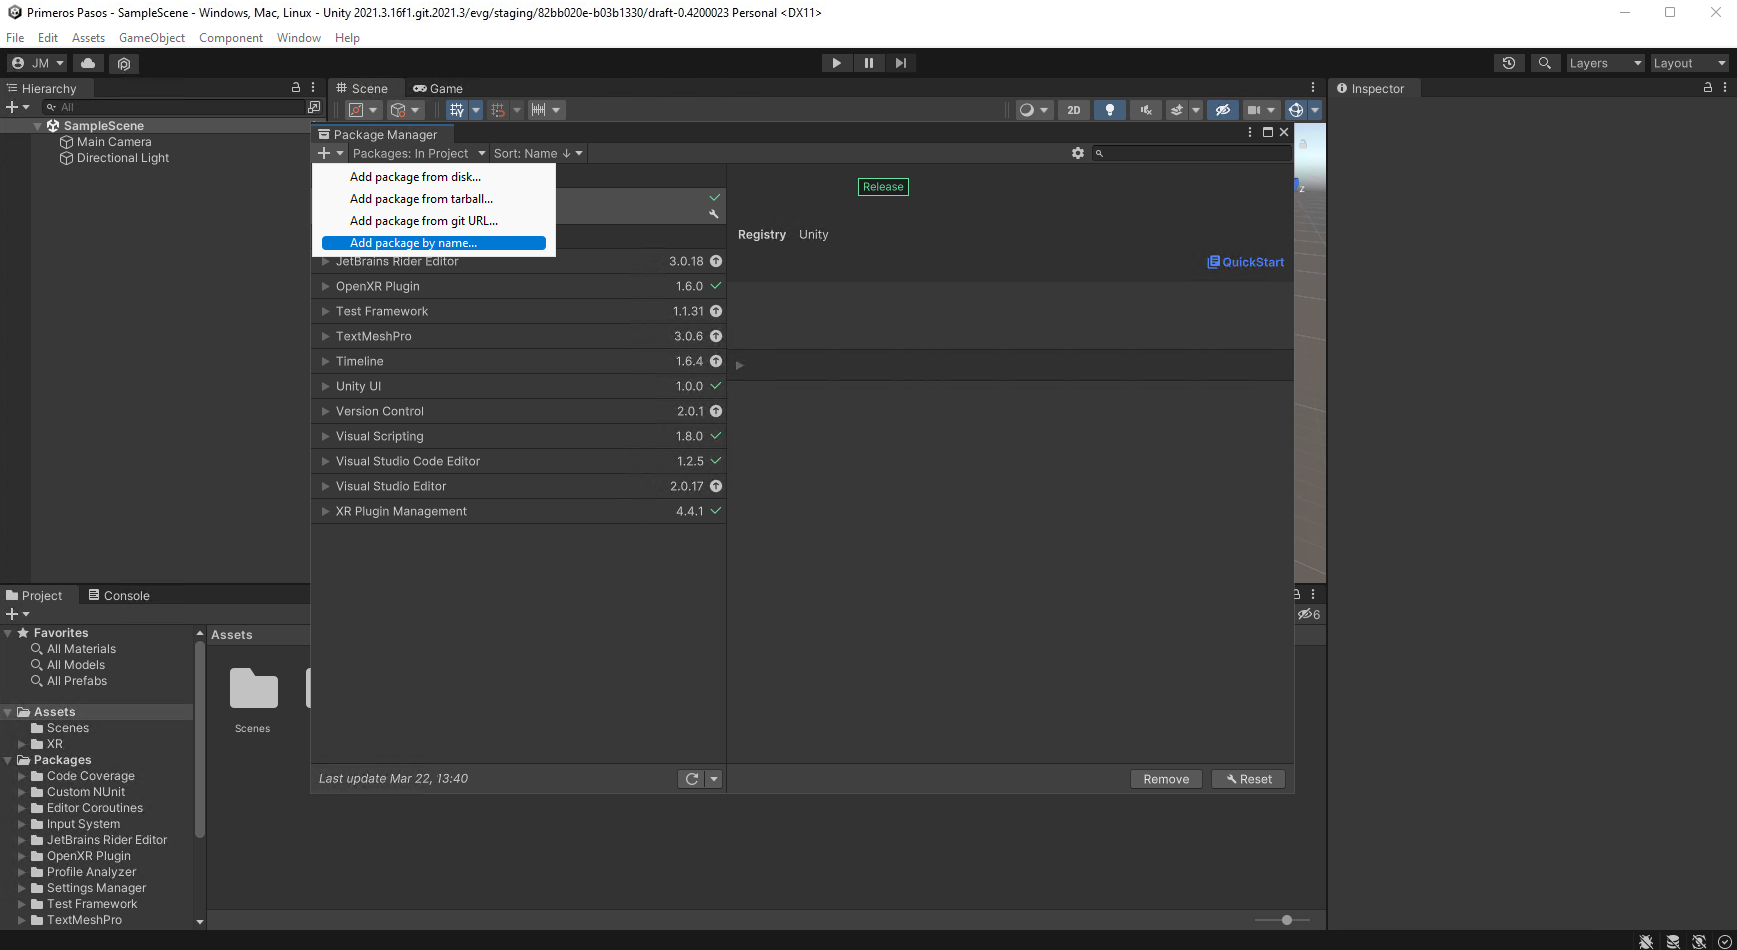 Primeros Pasos - SampleScene - Windows, Mac, Linux - Unity 2021.3.16f1.git.2021.3/evg/staging/82bb020e-b03b1330/draft-0.4200023 Personal <DX11>
File Edit Assets GameObject Component Window Help
JM Layers Layout
Hierarchy
All
SampleScene
Main Camera
Directional Light
Scene Game
2D
z
Package Manager
Packages: In Project Sort: Name ↓
Add package from disk...
Add package from tarball...
Add package from git URL...
Add package by name...
JetBrains Rider Editor 3.0.18
OpenXR Plugin 1.6.0
Test Framework 1.1.31
TextMeshPro 3.0.6
Timeline 1.6.4
Unity UI 1.0.0
Version Control 2.0.1
Visual Scripting 1.8.0
Visual Studio Code Editor 1.2.5
Visual Studio Editor 2.0.17
XR Plugin Management 4.4.1
Last update Mar 22, 13:40
Release
Registry Unity
QuickStart
Remove Reset
Inspector
Project Console
6
Favorites
All Materials
All Models
All Prefabs
Assets
Scenes
XR
Packages
Code Coverage
Custom NUnit
Editor Coroutines
Input System
JetBrains Rider Editor
OpenXR Plugin
Profile Analyzer
Settings Manager
Test Framework
TextMeshPro
Assets
Scenes